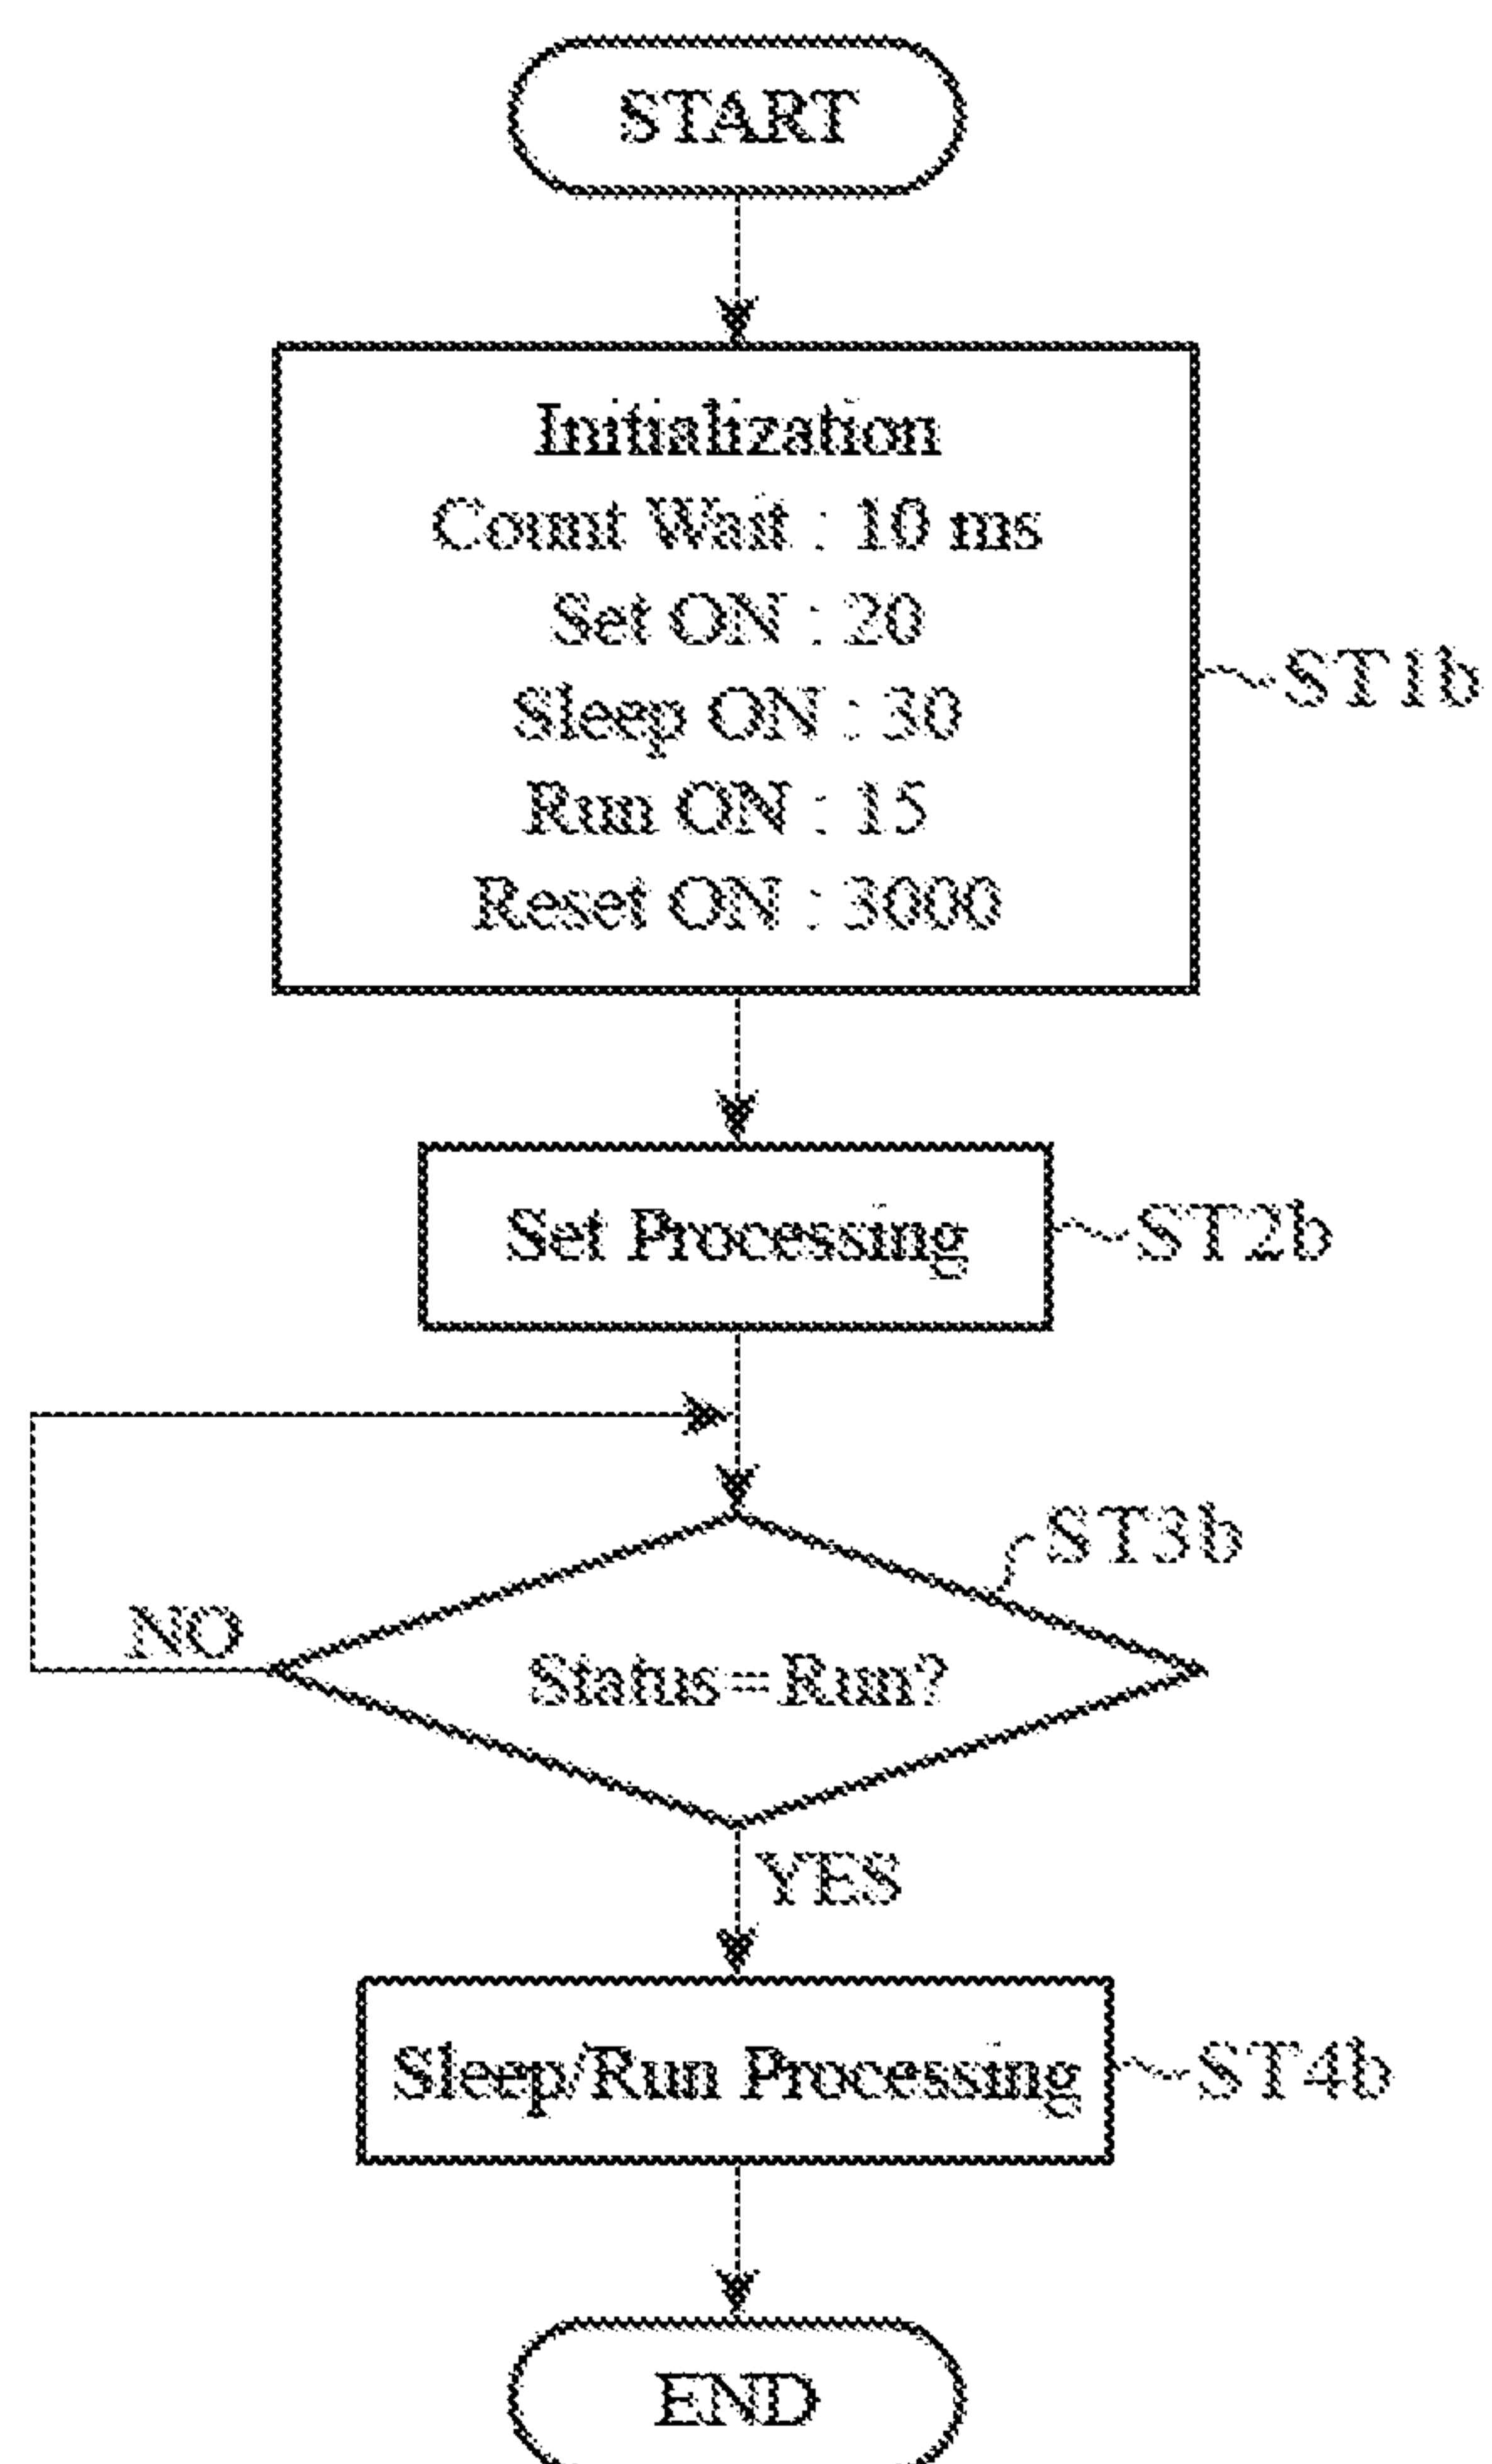 START
Initialization
Count Wait : 10 ms
Set ON : 20
Sleep ON : 30
Run ON : 15
Reset ON : 3000
ST1b
Set Processing
ST2b
ST3b
NO
Status=Run?
YES
Sleep/Run Processing
ST4b
END